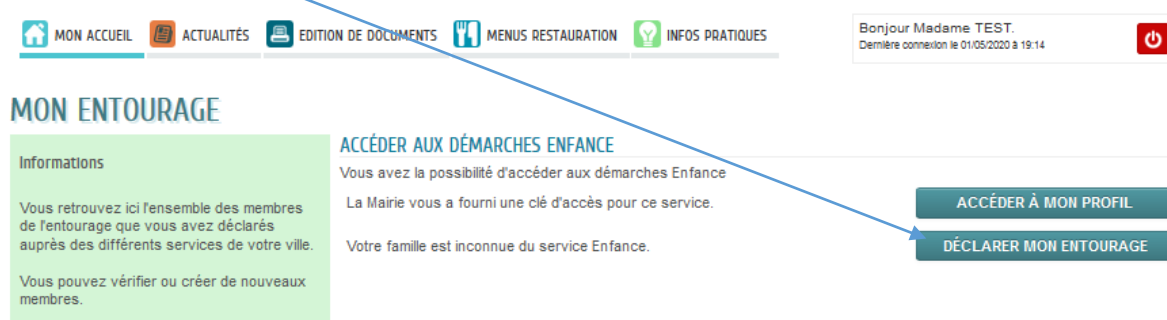 MON ACCUEIL ACTUALITÉS EDITION DE DOCUMENTS MENUS RESTAURATION INFOS PRATIQUES
Bonjour Madame TEST.
Dernière connexion le 01/05/2020 à 19:14
MON ENTOURAGE
Informations
Vous retrouvez ici l'ensemble des membres
de l'entourage que vous avez déclarés
auprès des différents services de votre ville.
Vous pouvez vérifier ou créer de nouveaux
membres.
ACCÉDER AUX DÉMARCHES ENFANCE
Vous avez la possibilité d'accéder aux démarches Enfance
La Mairie vous a fourni une clé d'accès pour ce service.
ACCÉDER À MON PROFIL
Votre famille est inconnue du service Enfance.
DÉCLARER MON ENTOURAGE